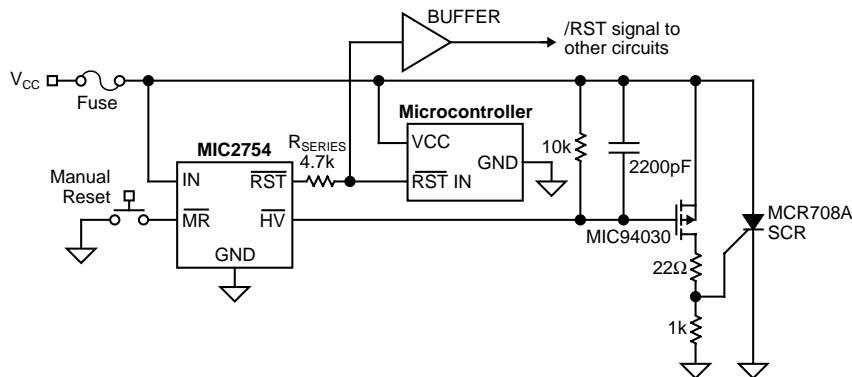 BUFFER
/RST signal to
other circuits
VCC
Fuse
Microcontroller
MIC2754
RSERIES
4.7k
VCC
GND
RST IN
10k
2200pF
Manual
Reset
IN
RST
MR
HV
GND
MIC94030
MCR708A
SCR
22Ω
1k